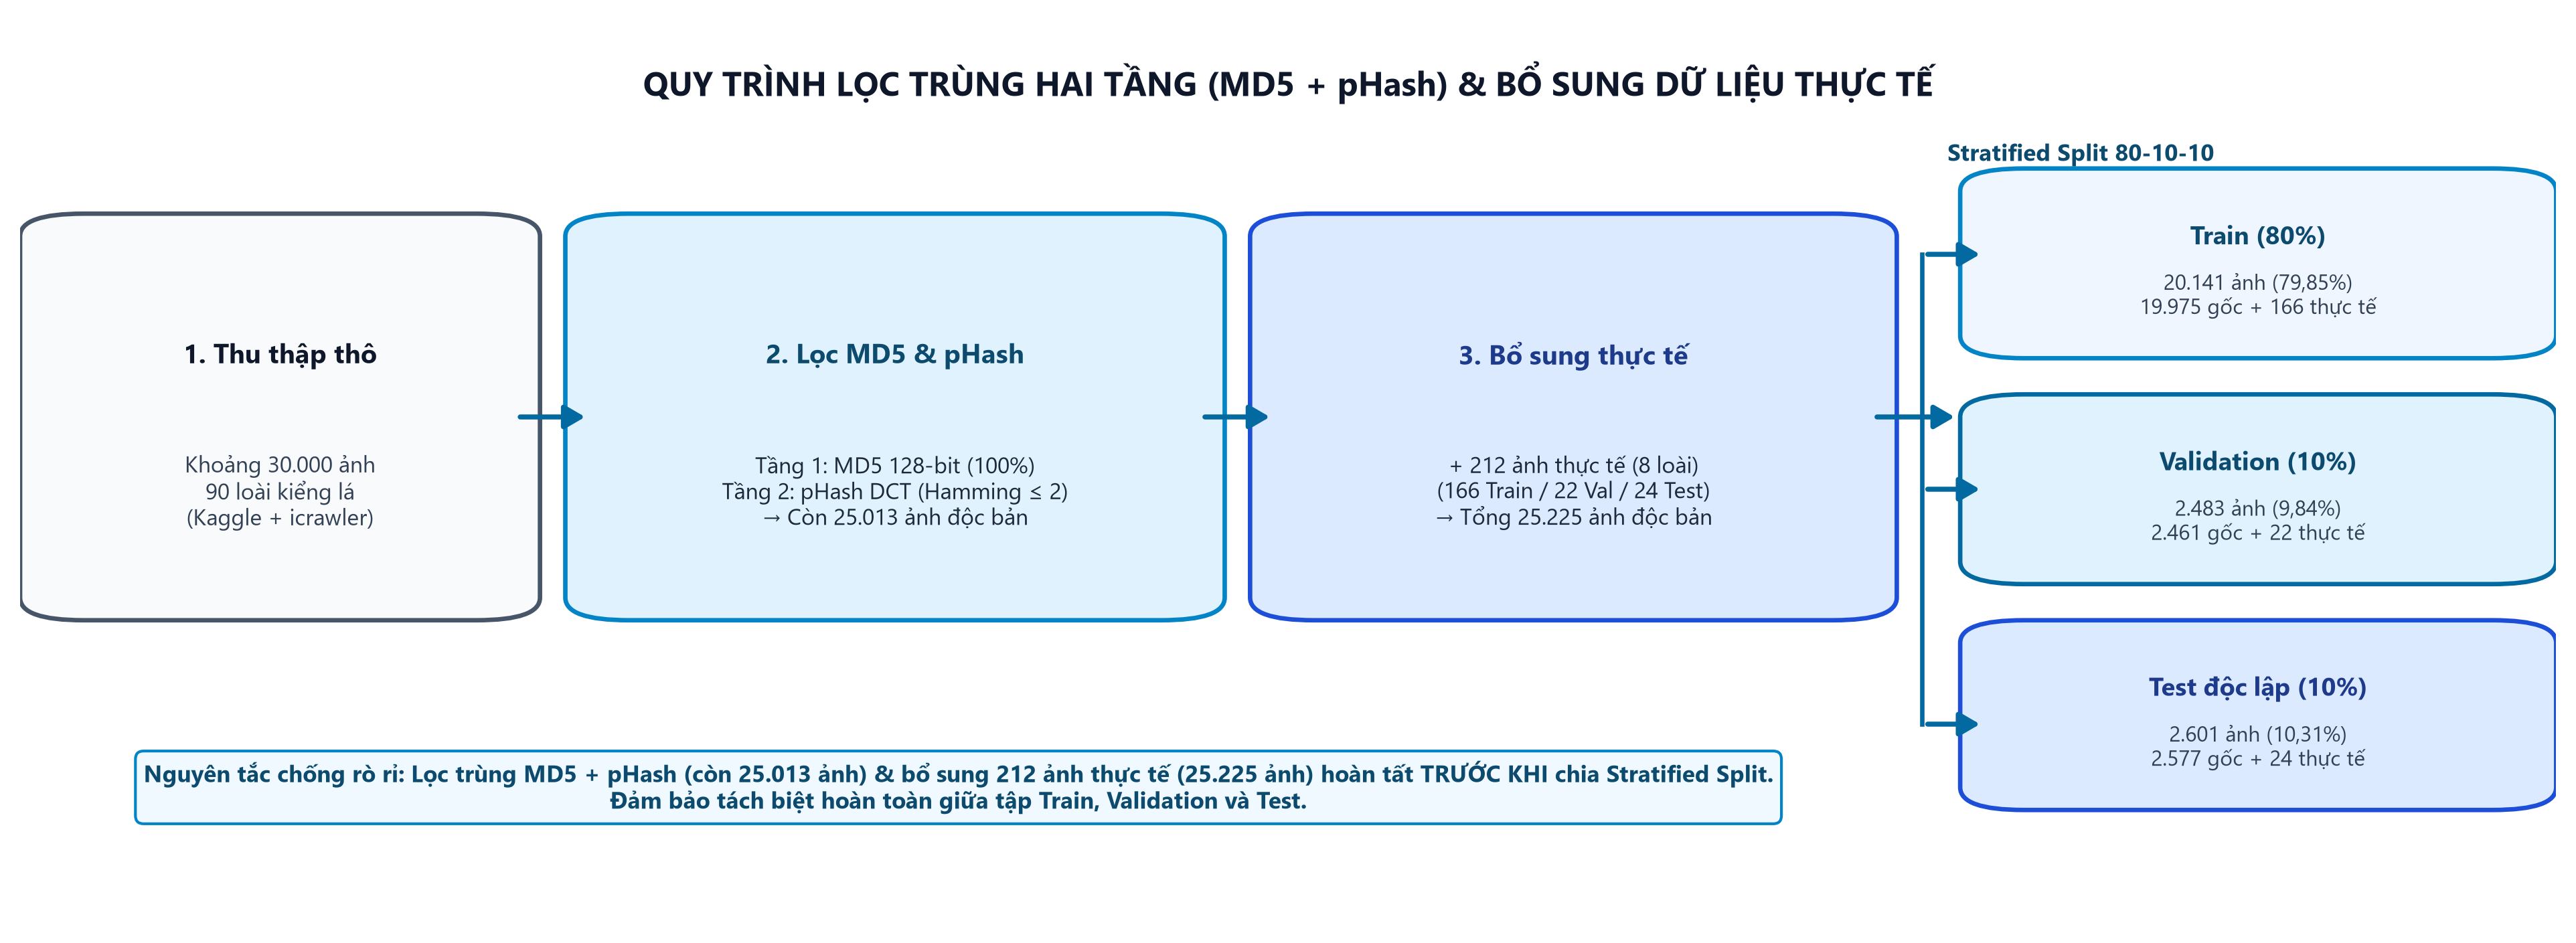 QUY TRÌNH LỌC TRÙNG HAI TẦNG (MD5 + pHash) & BỔ SUNG DỮ LIỆU THỰC TẾ
1. Thu thập thô
Khoảng 30.000 ảnh
90 loài kiểng lá
(Kaggle + icrawler)
2. Lọc MD5 & pHash
Tầng 1: MD5 128-bit (100%)
Tầng 2: pHash DCT (Hamming ≤ 2)
→ Còn 25.013 ảnh độc bản
3. Bổ sung thực tế
+ 212 ảnh thực tế (8 loài)
(166 Train / 22 Val / 24 Test)
→ Tổng 25.225 ảnh độc bản
Stratified Split 80-10-10
Train (80%)
20.141 ảnh (79,85%)
19.975 gốc + 166 thực tế
Validation (10%)
2.483 ảnh (9,84%)
2.461 gốc + 22 thực tế
Test độc lập (10%)
2.601 ảnh (10,31%)
2.577 gốc + 24 thực tế
Nguyên tắc chống rò rỉ: Lọc trùng MD5 + pHash (còn 25.013 ảnh) & bổ sung 212 ảnh thực tế (25.225 ảnh) hoàn tất TRƯỚC KHI chia Stratified Split.
Đảm bảo tách biệt hoàn toàn giữa tập Train, Validation và Test.